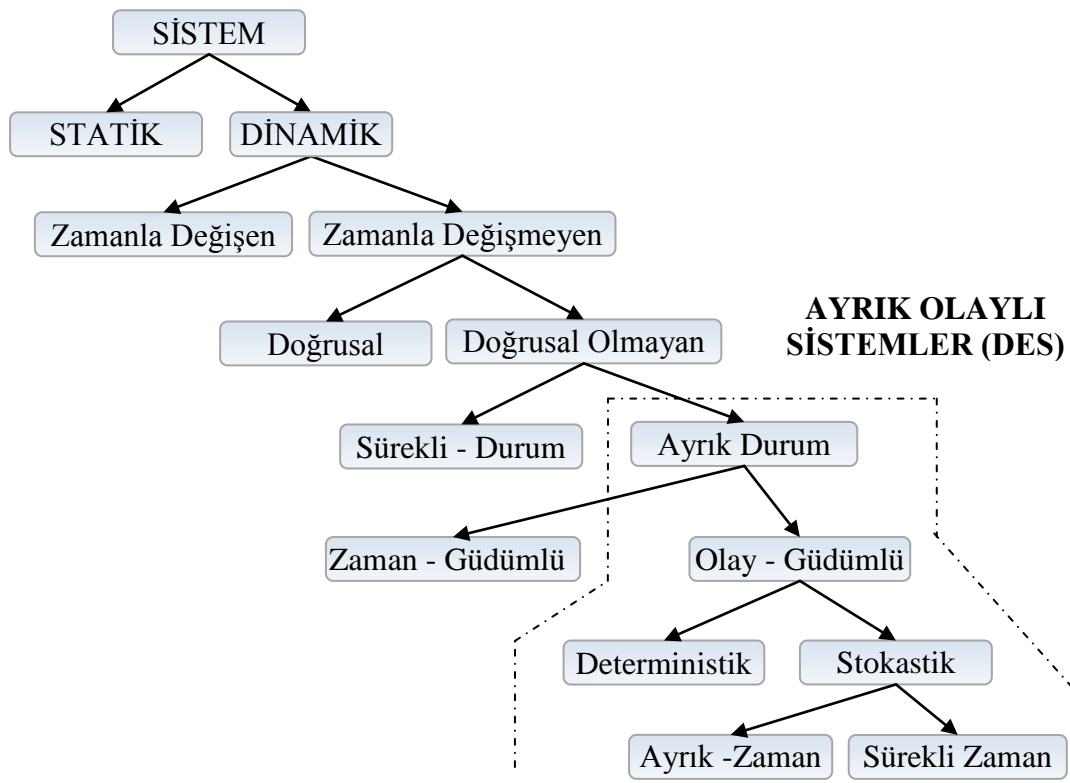 SİSTEM
STATİK
DİNAMİK
Zamanla Değişen
Zamanla Değişmeyen
AYRIK OLAYLI
SİSTEMLER (DES)
Doğrusal
Doğrusal Olmayan
Sürekli - Durum
Ayrık Durum
Zaman - Güdümlü
Olay - Güdümlü
Deterministik
Stokastik
Ayrık -Zaman
Sürekli Zaman